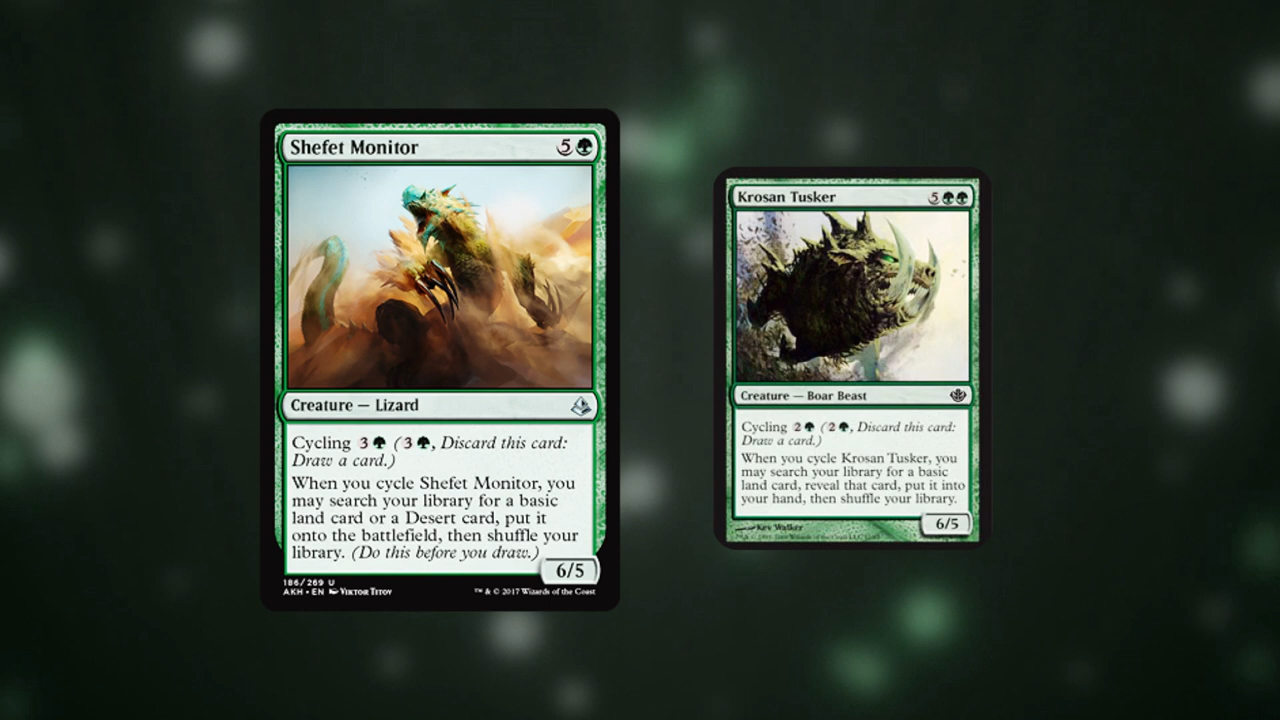 Shefet Monitor 5
Creature — Lizard
Cycling 3 (3, Discard this card:
Draw a card.)
When you cycle Shefet Monitor, you
may search your library for a basic
land card or a Desert card, put it
onto the battlefield, then shuffle your
library. (Do this before you draw.)
6/5
186/269 U
AKH • EN Viktor Titov
™ & © 2017 Wizards of the Coast
Krosan Tusker 5
Creature — Boar Beast
Cycling 2 (2, Discard this card:
Draw a card.)
When you cycle Krosan Tusker, you
may search your library for a basic
land card, reveal that card, put it into
your hand, then shuffle your library.
6/5
Kev Walker